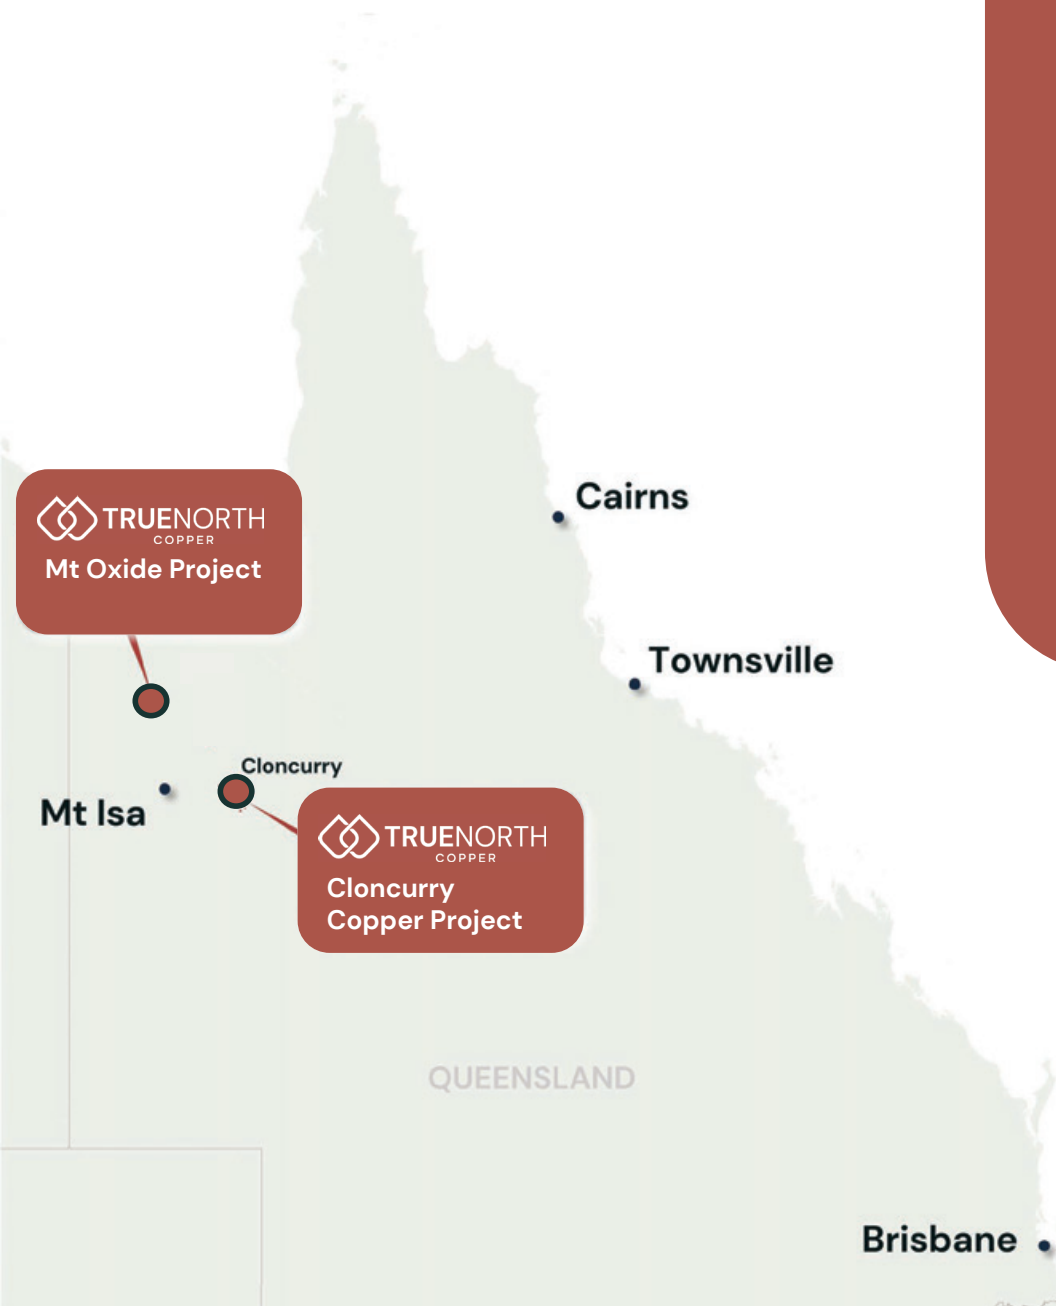 Cairns
TRUENORTH
COPPER
Mt Oxide Project
Townsville
Cloncurry
Mt Isa
TRUENORTH
COPPER
Cloncurry
Copper Project
QUEENSLAND
Brisbane